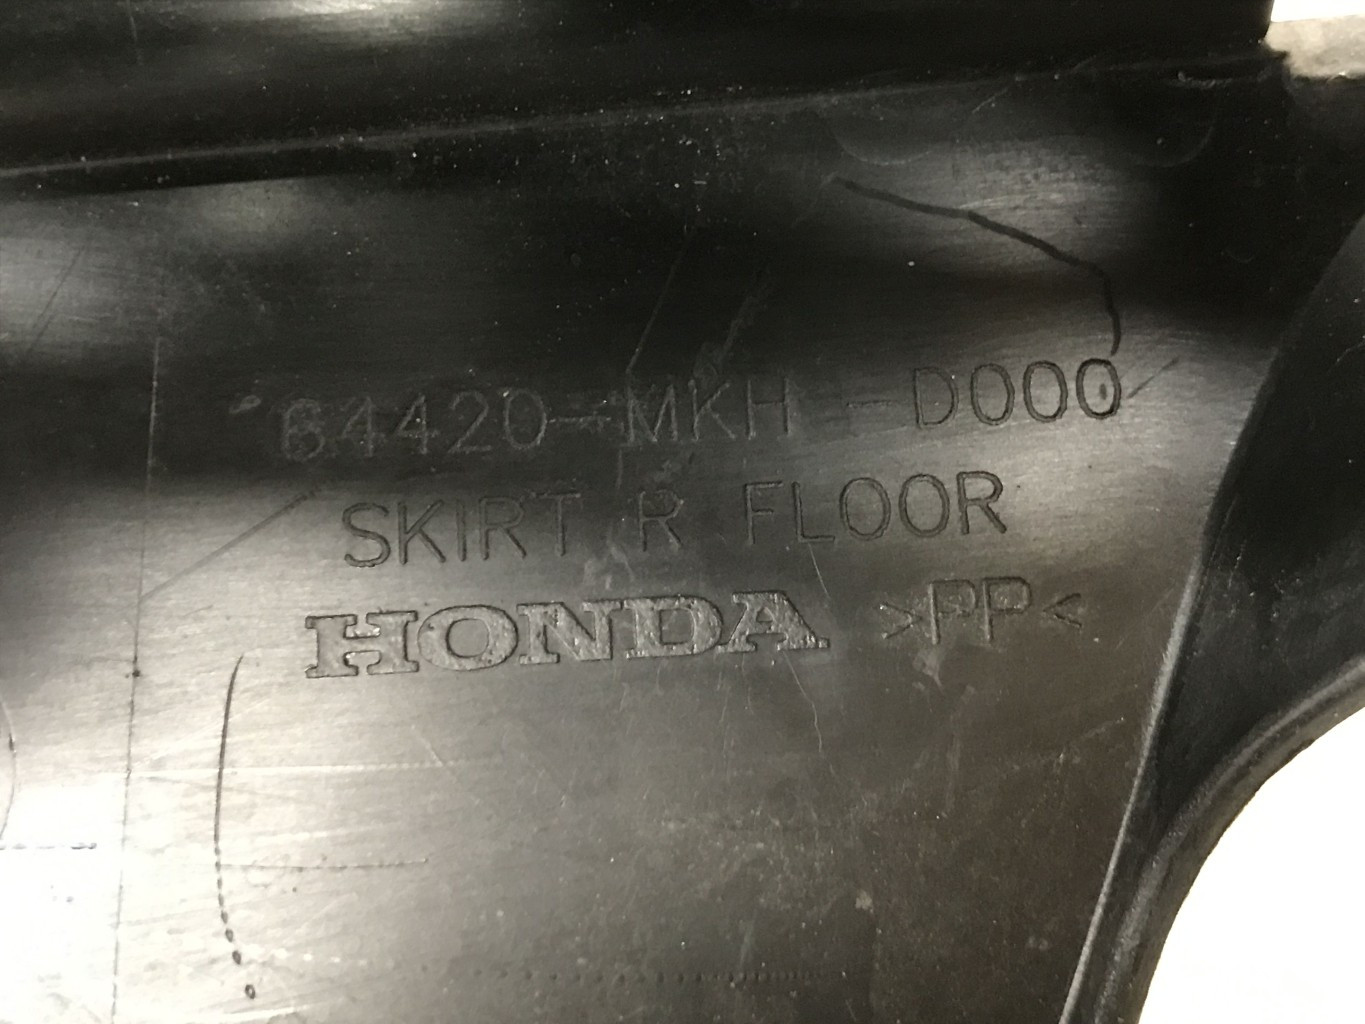 64420-MKH-D000
SKIRT R FLOOR
HONDA >PP<